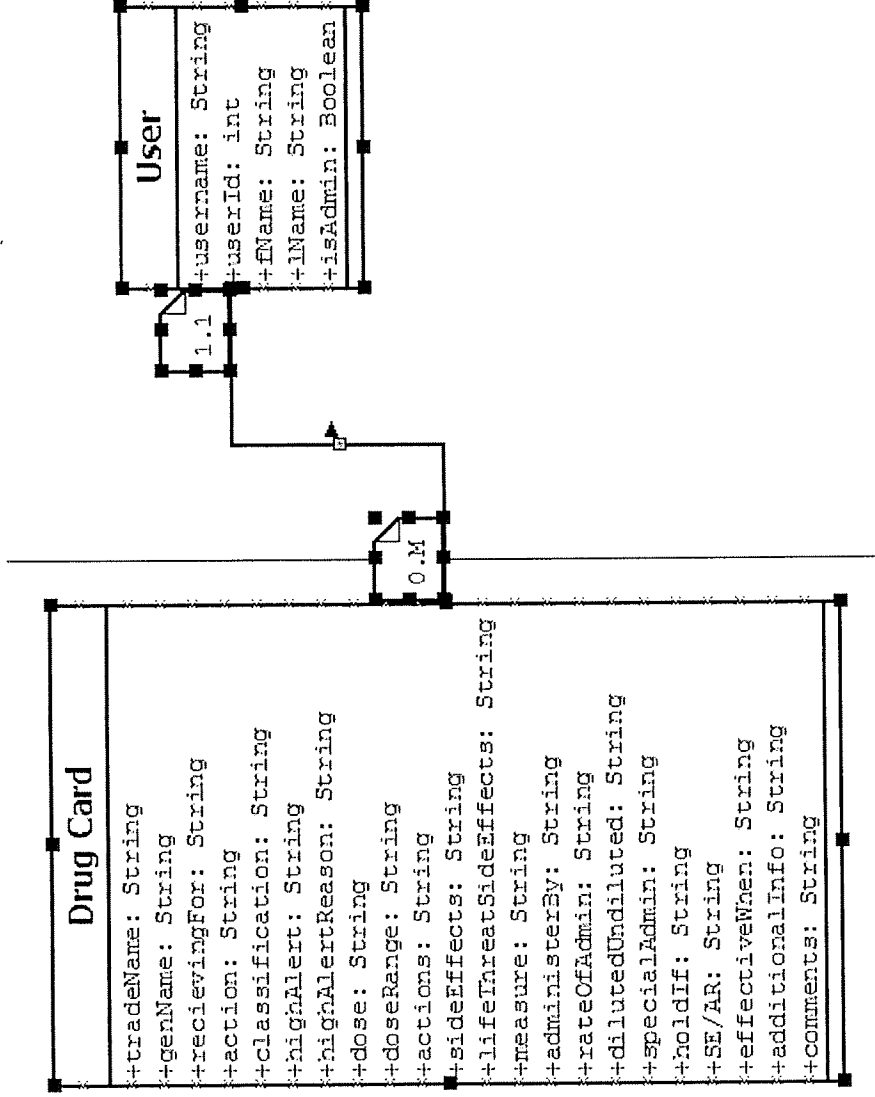 Drug Card
+tradeName: String
+genName: String
+recievingFor: String
+action: String
+classification: String
+highAlert: String
+highAlertReason: String
+dose: String
+doseRange: String
+actions: String
+sideEffects: String
+lifeThreatSideEffects: String
+measure: String
+administerBy: String
+rateOfAdmin: String
+dilutedUndiluted: String
+specialAdmin: String
+holdIf: String
+SE/AR: String
+effectiveWhen: String
+additionalInfo: String
+comments: String
0.M
1.1
User
+username: String
+userId: int
+fName: String
+lName: String
+isAdmin: Boolean